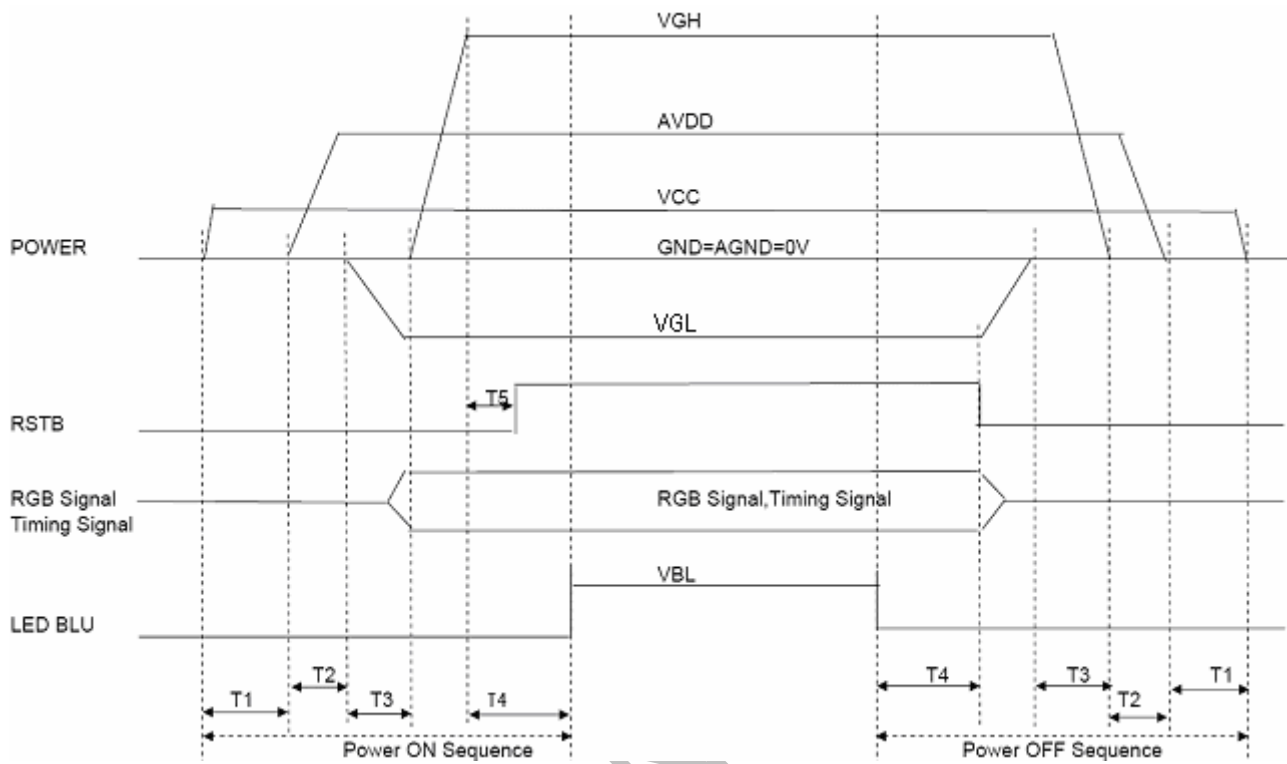 VGH
AVDD
VCC
POWER
GND=AGND=0V
VGL
T5
RSTB
RGB Signal
Timing Signal
RGB Signal,Timing Signal
VBL
LED BLU
T1
T2
T3
T4
T4
T3
T2
T1
Power ON Sequence
Power OFF Sequence